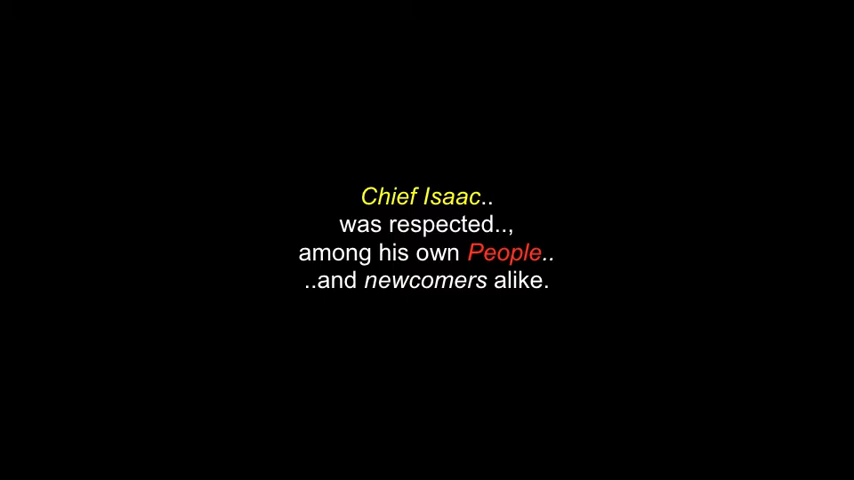 Chief Isaac..
was respected..,
among his own People..
..and newcomers alike.